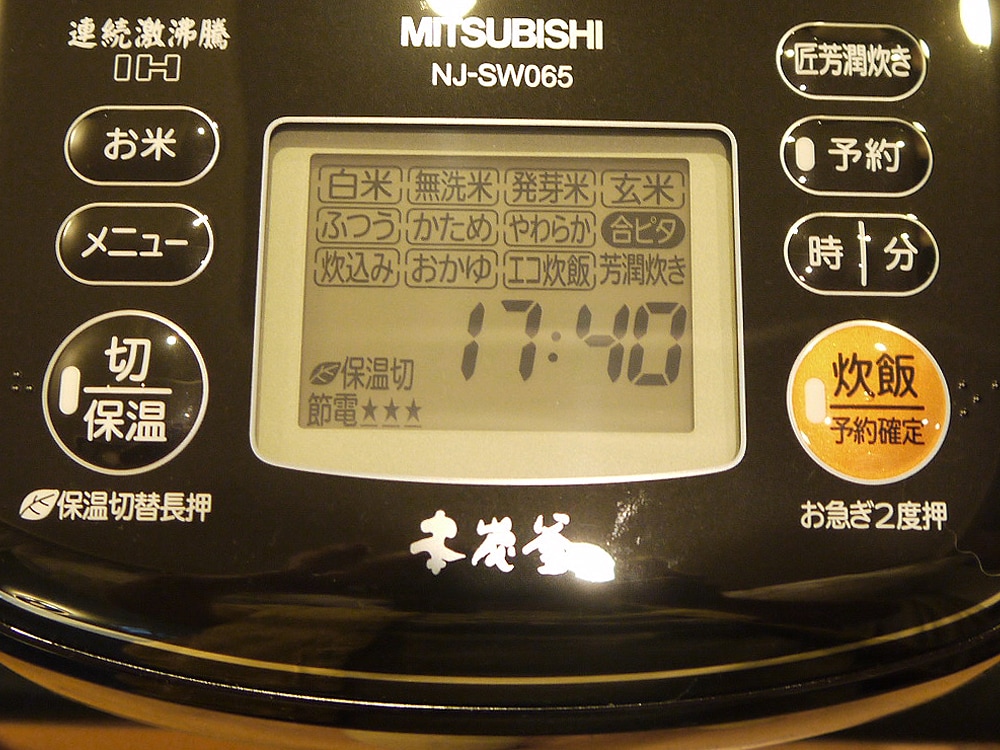 連続激沸騰
IH
MITSUBISHI
NJ-SW065
匠芳潤炊き
お米
予約
メニュー
時 分
切
保温
保温切替長押
白米 無洗米 発芽米 玄米
ふつう かため やわらか 合ピタ
炊込み おかゆ エコ炊飯 芳潤炊き
17:40
保温切
節電★★★
炊飯
予約確定
お急ぎ2度押
本炭釜